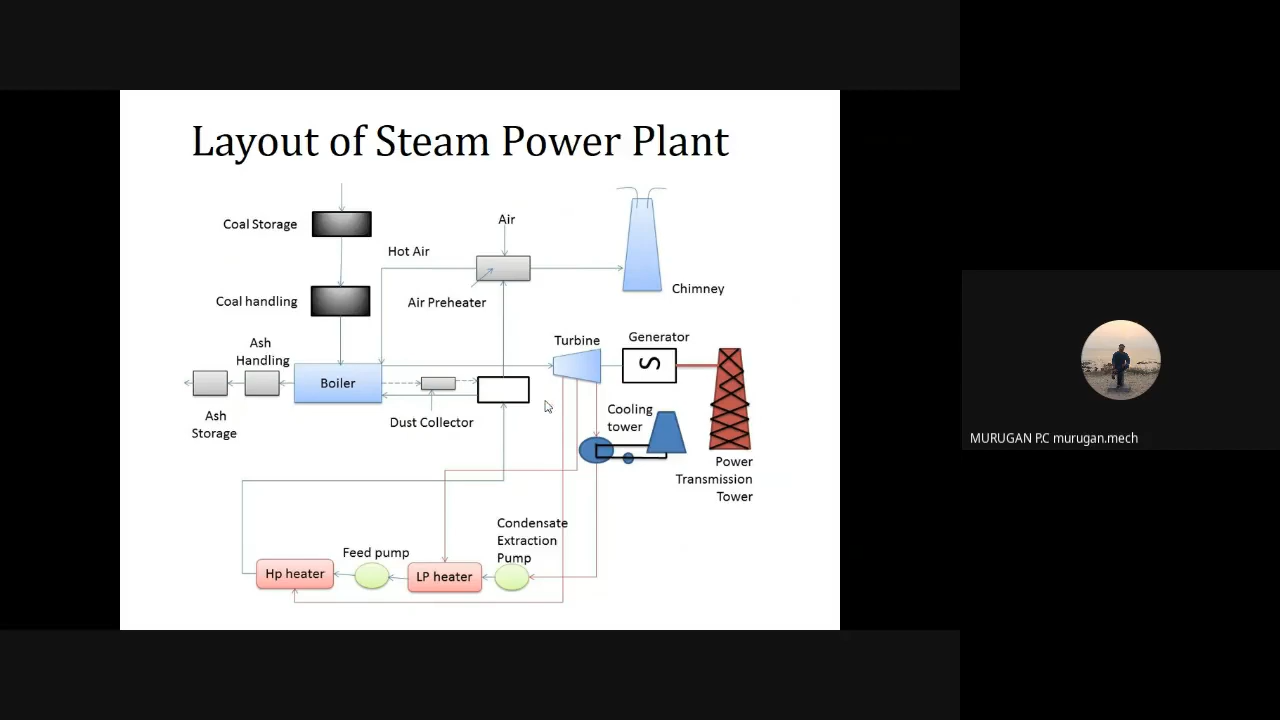 Layout of Steam Power Plant
Coal Storage
Air
Hot Air
Coal handling
Air Preheater
Chimney
Ash
Handling
Turbine
Generator
S
Boiler
Ash
Storage
Dust Collector
Cooling
tower
Power
Transmission
Tower
Condensate
Extraction
Pump
Feed pump
Hp heater
LP heater
MURUGAN P.C murugan.mech